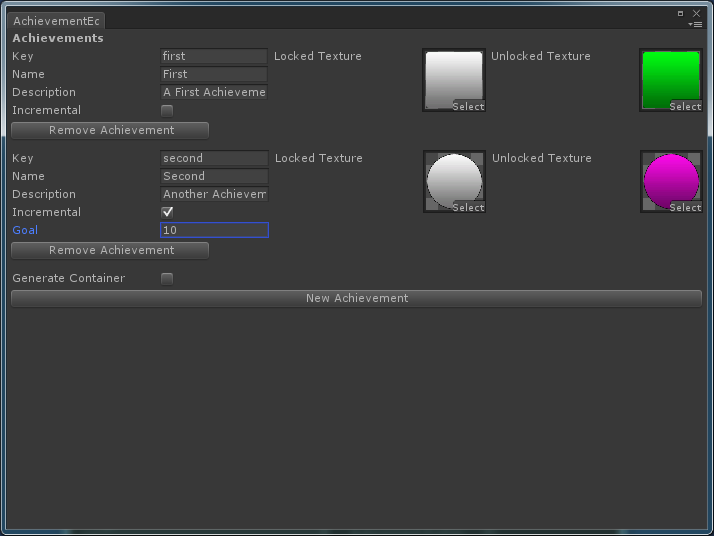 AchievementEc
Achievements
Key first Locked Texture Select Unlocked Texture Select
Name First
Description A First Achieveme
Incremental
Remove Achievement
Key second Locked Texture Select Unlocked Texture Select
Name Second
Description Another Achievem
Incremental
Goal 10
Remove Achievement
Generate Container
New Achievement